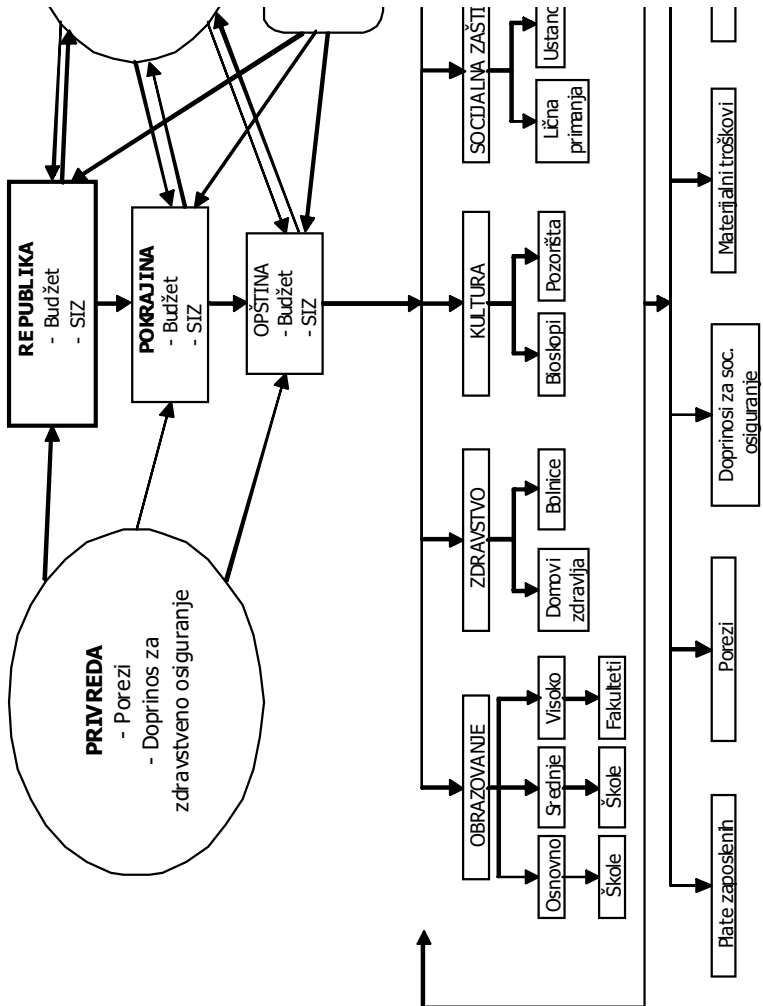 PRIVREDA
- Porezi
- Doprinos za
zdravstveno osiguranje
REPUBLIKA
- Budžet
- SIZ
POKRAJINA
- Budžet
- SIZ
OPŠTINA
- Budžet
- SIZ
OBRAZOVANJE
ZDRAVSTVO
KULTURA
SOCIJALNA ZAŠTI
Osnovno
Srednje
Visoko
Domovi
zdravlja
Bolnice
Bioskopi
Pozorišta
Lična
primanja
Škole
Škole
Fakulteti
Plate zaposlenih
Porezi
Doprinosi za soc.
osiguranje
Materijalni troškovi